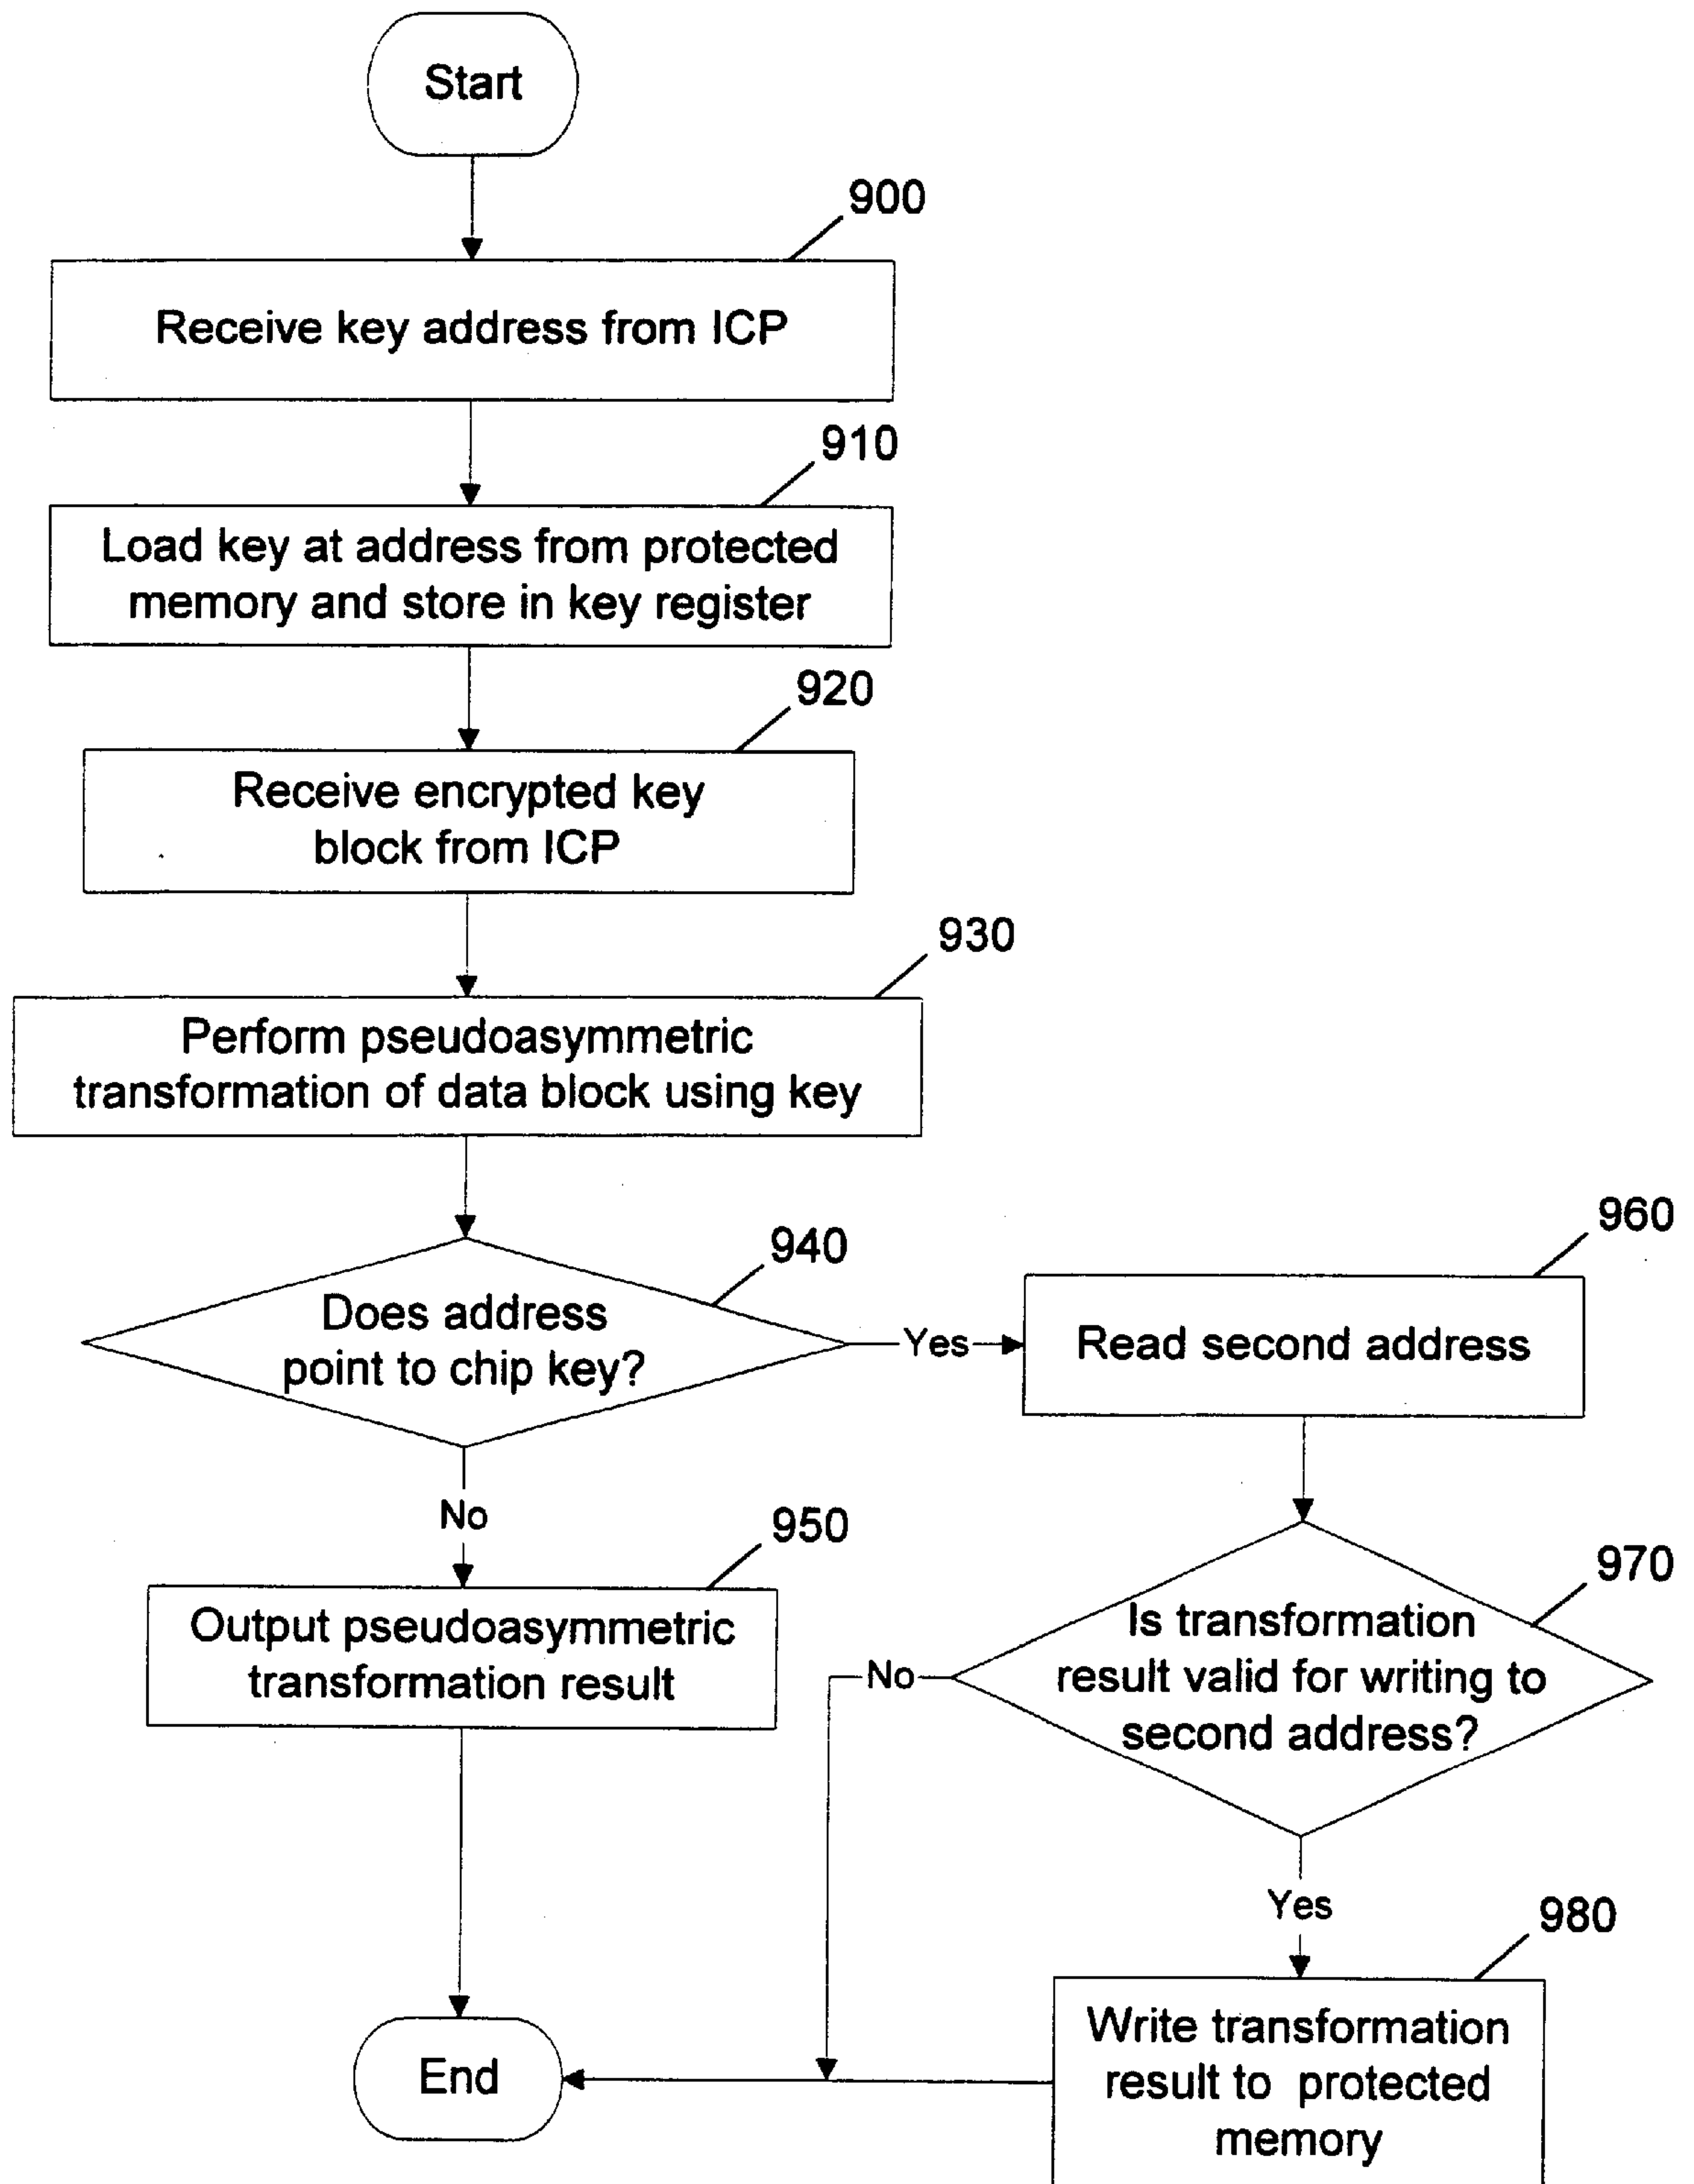 Start
900
Receive key address from ICP
910
Load key at address from protected
memory and store in key register
920
Receive encrypted key
block from ICP
930
Perform pseudoasymmetric
transformation of data block using key
940
Does address
point to chip key?
Yes
960
Read second address
No
950
Output pseudoasymmetric
transformation result
970
Is transformation
result valid for writing to
second address?
No
Yes
980
Write transformation
result to protected
memory
End